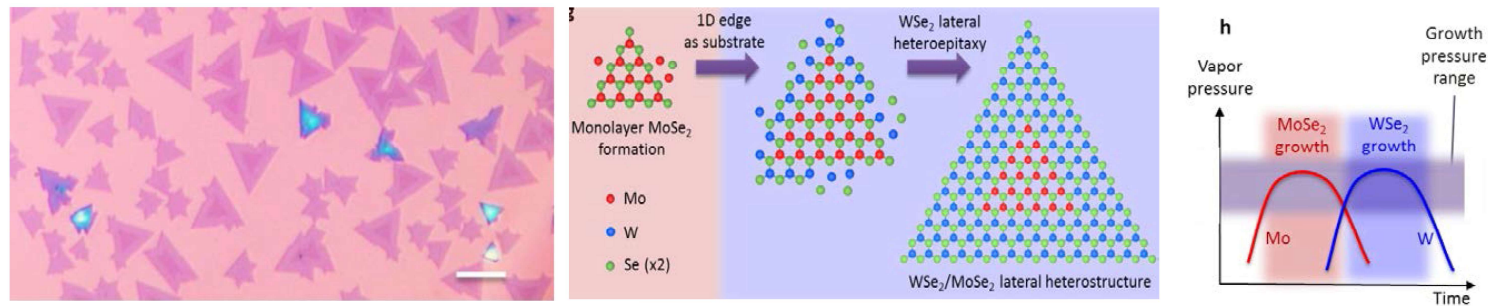 1D edge
as substrate
WSe₂ lateral
heteroepitaxy
Monolayer MoSe₂
formation
Mo
W
Se (x2)
WSe₂/MoSe₂ lateral heterostructure
h
Growth
pressure
range
Vapor
pressure
MoSe₂
growth
WSe₂
growth
Mo
W
Time